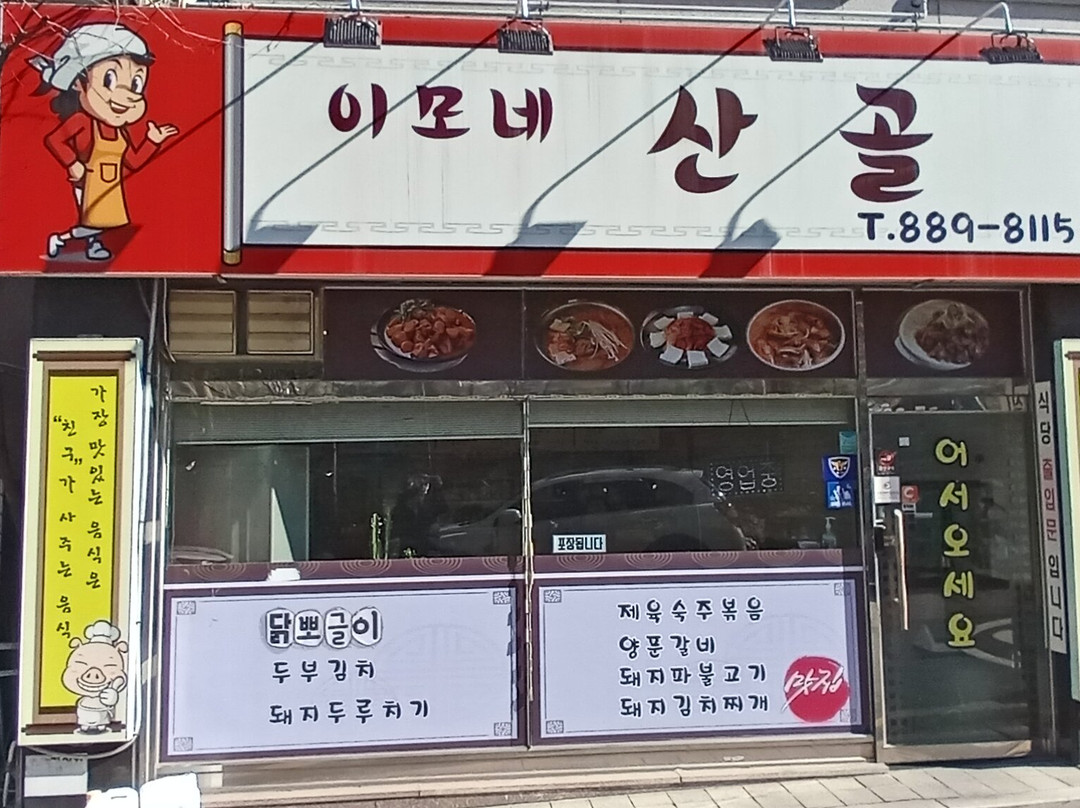 이모네 산골
T.889-8115
가장 맛있는 음식은
"친구"가 사주는 음식
영업중
포장됩니다
어서오세요
식당 출입문입니다
닭뽀글이
두부김치
돼지두루치기
제육숙주볶음
양푼갈비
돼지파불고기
돼지김치찌개
맛집